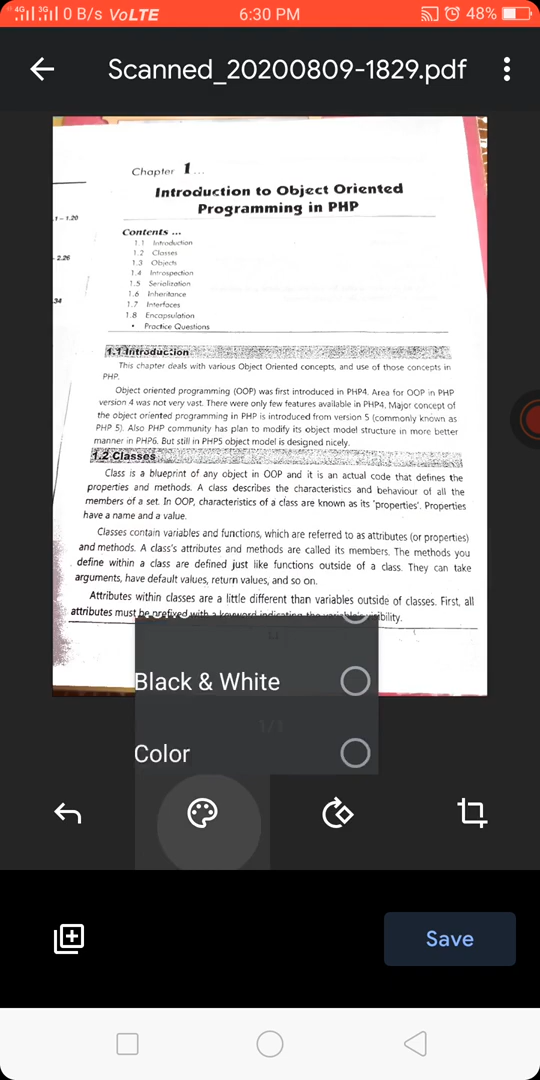 4G 3G 0 B/s VoLTE 6:30 PM 48%
Scanned_20200809-1829.pdf
Chapter 1...
Introduction to Object Oriented
Programming in PHP
1 – 1.20
- 2.26
34
Contents ...
1.1 Introduction
1.2 Classes
1.3 Objects
1.4 Introspection
1.5 Serialization
1.6 Inheritance
1.7 Interfaces
1.8 Encapsulation
• Practice Questions
1.1 Introduction
This chapter deals with various Object Oriented concepts, and use of those concepts in
PHP.
Object oriented programming (OOP) was first introduced in PHP4. Area for OOP in PHP
version 4 was not very vast. There were only few features available in PHP4. Major concept of
the object oriented programming in PHP is introduced from version 5 (commonly known as
PHP 5). Also PHP community has plan to modify its object model structure in more better
manner in PHP6. But still in PHP5 object model is designed nicely.
1.2 Classes
Class is a blueprint of any object in OOP and it is an actual code that defines the
properties and methods. A class describes the characteristics and behaviour of all the
members of a set. In OOP, characteristics of a class are known as its 'properties'. Properties
have a name and a value.
Classes contain variables and functions, which are referred to as attributes (or properties)
and methods. A class's attributes and methods are called its members. The methods you
define within a class are defined just like functions outside of a class. They can take
arguments, have default values, return values, and so on.
Attributes within classes are a little different than variables outside of classes. First, all
attributes must be prefixed with a keyword indicating the variable's visibility.
Black & White
1/1
Color
Save